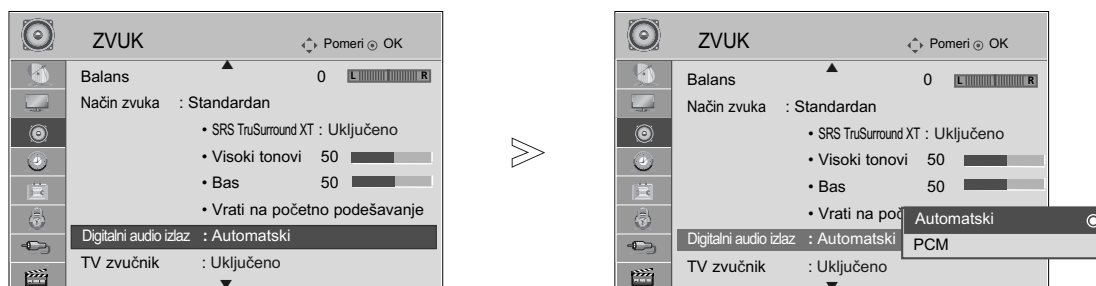 ZVUK
Pomeri OK
Balans 0 L R
Način zvuka : Standardan
• SRS TruSurround XT : Uključeno
• Visoki tonovi 50
• Bas 50
• Vrati na početno podešavanje
Digitalni audio izlaz : Automatski
TV zvučnik : Uključeno
ZVUK
Pomeri OK
Balans 0 L R
Način zvuka : Standardan
• SRS TruSurround XT : Uključeno
• Visoki tonovi 50
• Bas 50
• Vrati na poč
Digitalni audio izlaz : Automatski
Automatski
PCM
TV zvučnik : Uključeno